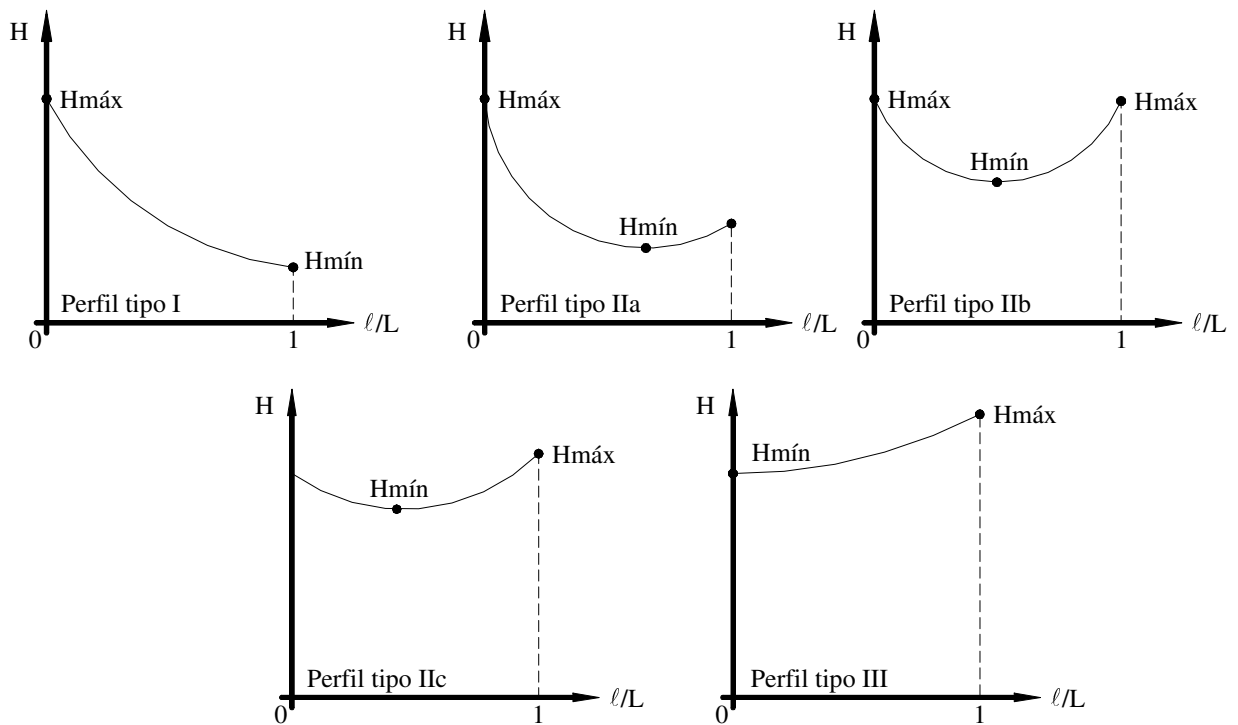 H
Hmáx
Hmín
Perfil tipo I
0
1
ℓ/L
H
Hmáx
Hmín
Perfil tipo IIa
0
1
ℓ/L
H
Hmáx
Hmín
Hmáx
Perfil tipo IIb
0
1
ℓ/L
H
Hmín
Hmáx
Perfil tipo IIc
0
1
ℓ/L
H
Hmín
Hmáx
Perfil tipo III
0
1
ℓ/L